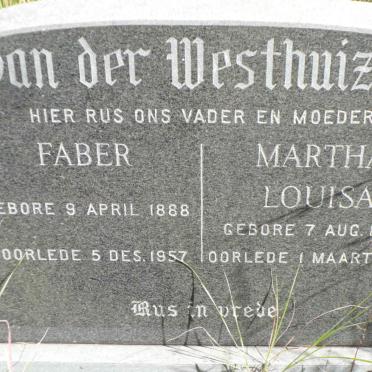 van der Westhuiz
HIER RUS ONS VADER EN MOEDER
FABER
EBORE 9 APRIL 1888
OORLEDE 5 DES. 1957
MARTHA
LOUISA
GEBORE 7 AUG.
OORLEDE 1 MAART
Rus in vrede